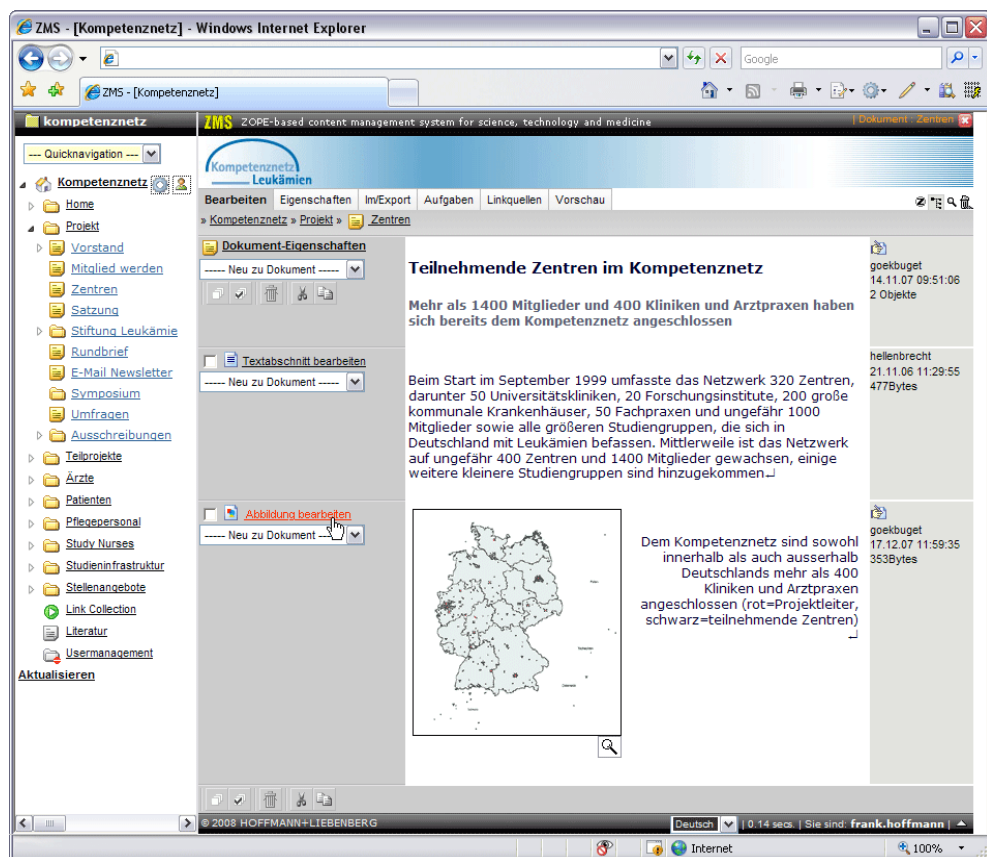 ZMS - [Kompetenznetz] - Windows Internet Explorer
Google
ZMS - [Kompetenznetz]
kompetenznetz
ZMS ZOPE-based content management system for science, technology and medicine
| Dokument : Zentren
--- Quicknavigation ---
Kompetenznetz
Home
Projekt
Vorstand
Mitglied werden
Zentren
Satzung
Stiftung Leukämie
Rundbrief
E-Mail Newsletter
Symposium
Umfragen
Ausschreibungen
Teilprojekte
Ärzte
Patienten
Pflegepersonal
Study Nurses
Studieninfrastruktur
Stellenangebote
Link Collection
Literatur
Usermanagement
Aktualisieren
Kompetenznetz
Leukämien
Bearbeiten Eigenschaften Im/Export Aufgaben Linkquellen Vorschau
» Kompetenznetz » Projekt » Zentren
Dokument-Eigenschaften
----- Neu zu Dokument -----
Teilnehmende Zentren im Kompetenznetz
Mehr als 1400 Mitglieder und 400 Kliniken und Arztpraxen haben
sich bereits dem Kompetenznetz angeschlossen
goekbuget
14.11.07 09:51:06
2 Objekte
Textabschnitt bearbeiten
----- Neu zu Dokument -----
Beim Start im September 1999 umfasste das Netzwerk 320 Zentren,
darunter 50 Universitätskliniken, 20 Forschungsinstitute, 200 große
kommunale Krankenhäuser, 50 Fachpraxen und ungefähr 1000
Mitglieder sowie alle größeren Studiengruppen, die sich in
Deutschland mit Leukämien befassen. Mittlerweile ist das Netzwerk
auf ungefähr 400 Zentren und 1400 Mitglieder gewachsen, einige
weitere kleinere Studiengruppen sind hinzugekommen.↵
hellenbrecht
21.11.06 11:29:55
477Bytes
Abbildung bearbeiten
----- Neu zu Dokument -----
Dem Kompetenznetz sind sowohl
innerhalb als auch ausserhalb
Deutschlands mehr als 400
Kliniken und Arztpraxen
angeschlossen (rot=Projektleiter,
schwarz=teilnehmende Zentren)
↵
goekbuget
17.12.07 11:59:35
353Bytes
© 2008 HOFFMANN+LIEBENBERG
Deutsch | 0.14 secs. | Sie sind: frank.hoffmann |
Internet
100%